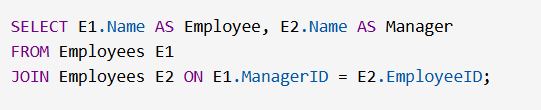 SELECT E1.Name AS Employee, E2.Name AS Manager
FROM Employees E1
JOIN Employees E2 ON E1.ManagerID = E2.EmployeeID;